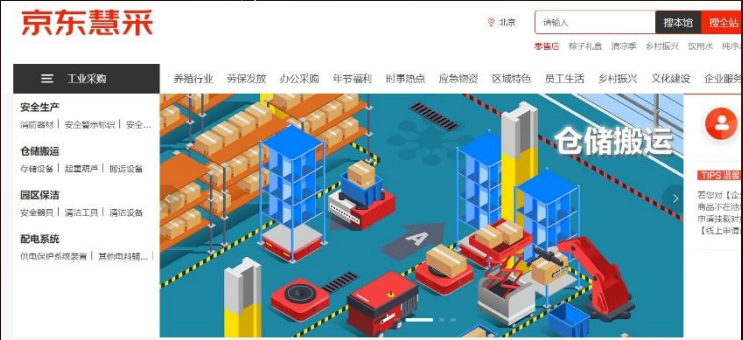 京东慧采
北京
请输入
搜本馆
搜全站
惠售店 粽子礼盒 清凉季 乡村振兴 饮用水 纯净
工业采购
养殖行业 劳保发放 办公采购 年节福利 时事热点 应急物资 区域特色 员工生活 乡村振兴 文化建设 企业服务
安全生产
消防器材 | 安全警示标识 | 安全...
仓储搬运
存储设备 | 起重葫芦 | 搬运设备
园区保洁
安全器具 | 清洁工具 | 清洁设备
配电系统
供电保护系统装置 | 其他电料辅...
仓储搬运
A
TIPS 温馨
若您对【企
商品不在池
申请挂载对
【线上申请